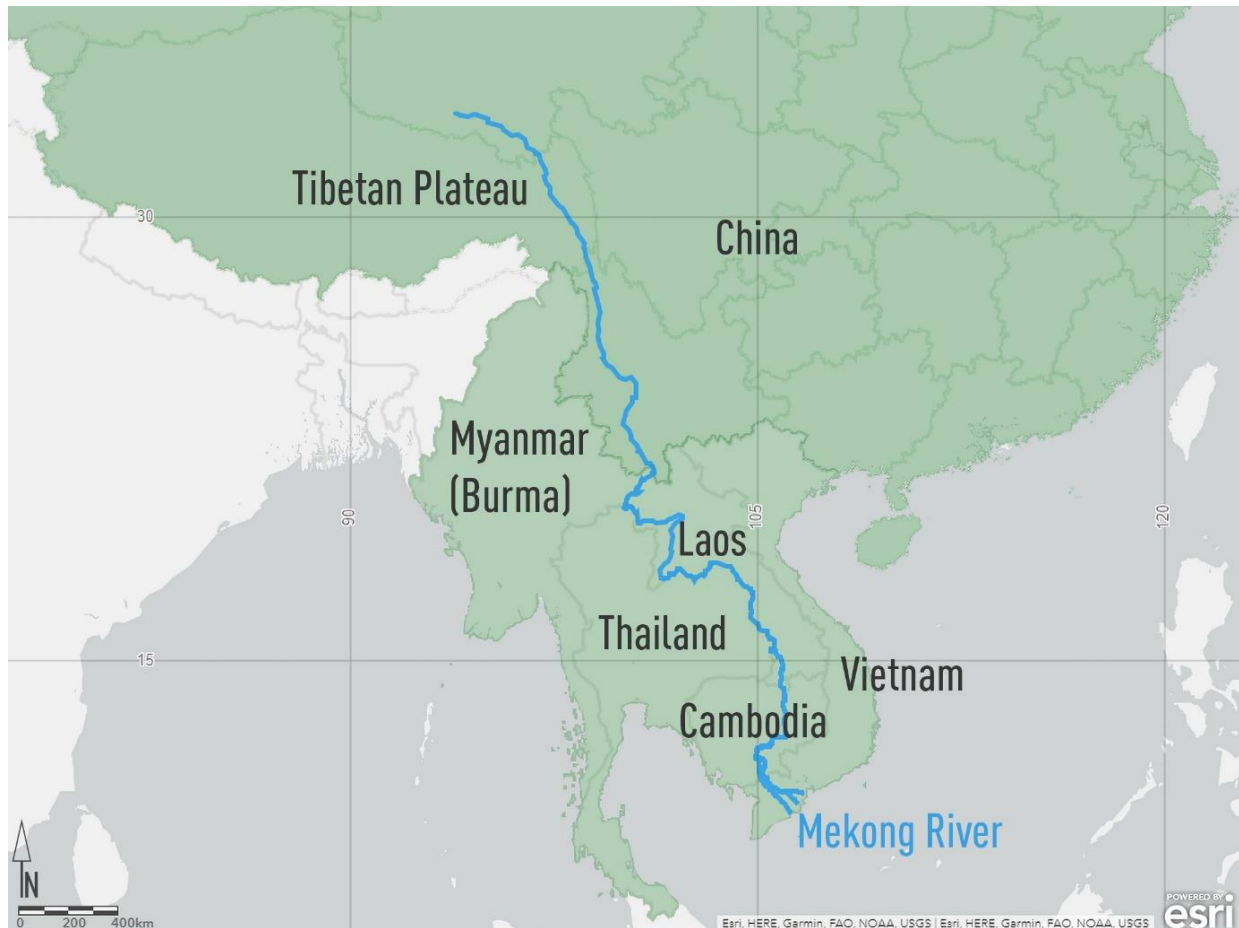 Tibetan Plateau
30
China
Myanmar
(Burma)
90
105
120
Laos
Thailand
15
Vietnam
Cambodia
Mekong River
N
0 200 400km
Esri, HERE, Garmin, FAO, NOAA, USGS | Esri, HERE, Garmin, FAO, NOAA, USGS
POWERED BY
esri